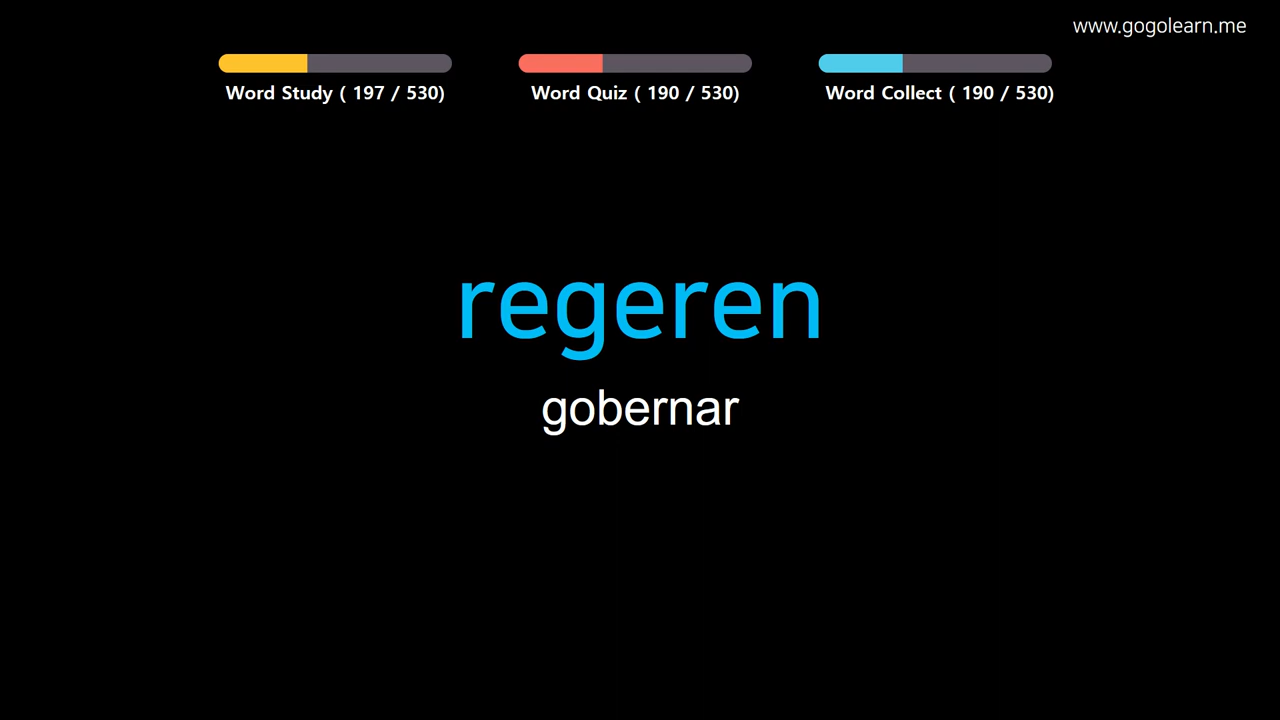 www.gogolearn.me
Word Study ( 197 / 530)
Word Quiz ( 190 / 530)
Word Collect ( 190 / 530)
regeren
gobernar